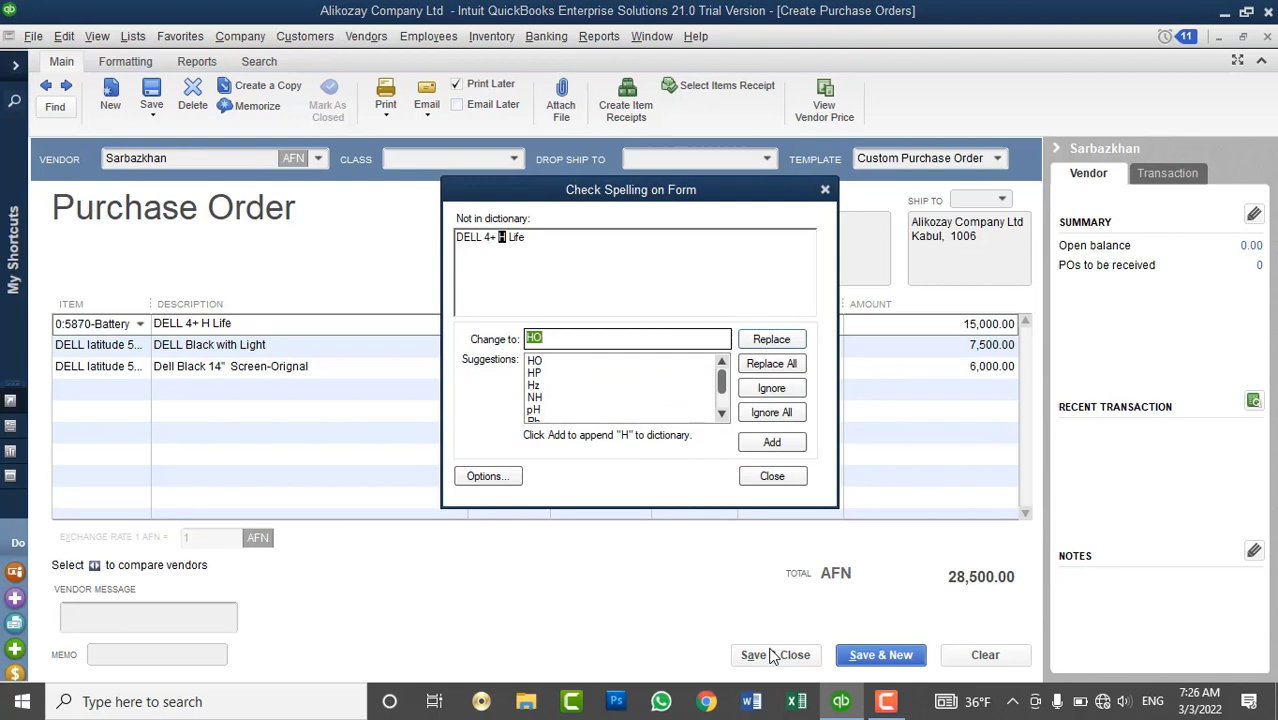 Alikozay Company Ltd - Intuit QuickBooks Enterprise Solutions 21.0 Trial Version - [Create Purchase Orders]
File Edit View Lists Favorites Company Customers Vendors Employees Inventory Banking Reports Window Help 11
Main Formatting Reports Search
Find New Save Delete Create a Copy Memorize Mark As Closed Print Email Print Later Email Later Attach File Create Item Receipts Select Items Receipt View Vendor Price
VENDOR Sarbazkhan AFN CLASS DROP SHIP TO TEMPLATE Custom Purchase Order
Purchase Order
SHIP TO
Alikozay Company Ltd
Kabul, 1006
ITEM DESCRIPTION AMOUNT
0:5870-Battery DELL 4+ H Life 15,000.00
DELL latitude 5... DELL Black with Light 7,500.00
DELL latitude 5... Dell Black 14" Screen-Orignal 6,000.00
EXCHANGE RATE 1 AFN = 1 AFN
Select to compare vendors
VENDOR MESSAGE
MEMO
TOTAL AFN 28,500.00
Save & Close Save & New Clear
Check Spelling on Form
Not in dictionary:
DELL 4+ H Life
Change to: HO Replace
Suggestions:
HO
HP
Hz
NH
pH
Replace All
Ignore
Ignore All
Click Add to append "H" to dictionary.
Add
Options... Close
Sarbazkhan
Vendor Transaction
SUMMARY
Open balance 0.00
POs to be received 0
RECENT TRANSACTION
NOTES
My Shortcuts
Do
Type here to search
36°F ENG 7:26 AM
3/3/2022